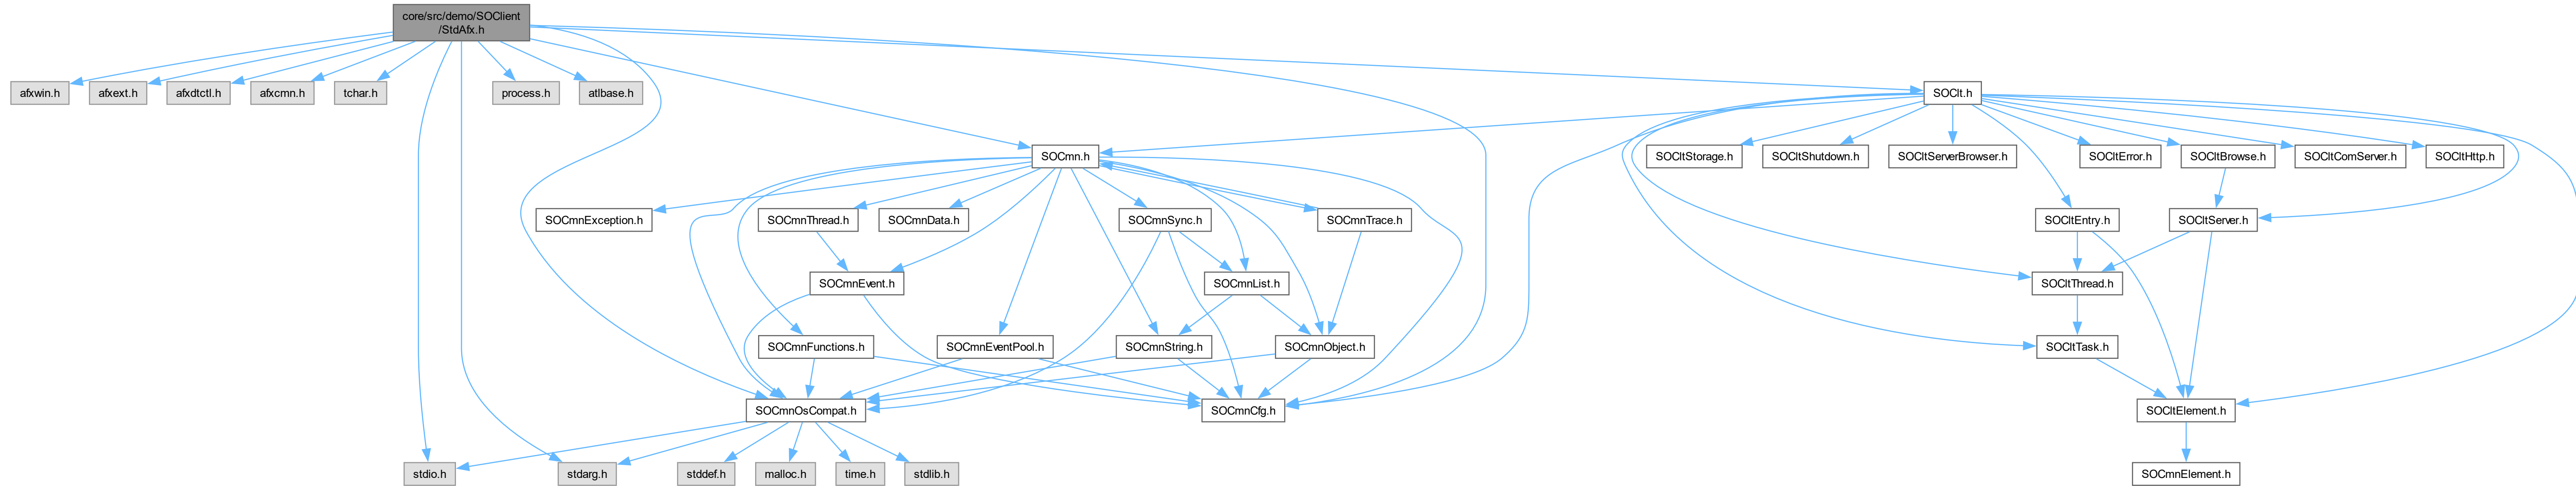 core/src/demo/SOClient
/StdAfx.h
afxwin.h
afxext.h
afxdtctl.h
afxcmn.h
tchar.h
process.h
atlbase.h
SOClt.h
SOCmn.h
SOCltStorage.h
SOCltShutdown.h
SOCltServerBrowser.h
SOCltError.h
SOCltBrowse.h
SOCltComServer.h
SOCltHttp.h
SOCmnException.h
SOCmnThread.h
SOCmnData.h
SOCmnSync.h
SOCmnTrace.h
SOCltEntry.h
SOCltServer.h
SOCmnEvent.h
SOCmnList.h
SOCltThread.h
SOCmnFunctions.h
SOCmnEventPool.h
SOCmnString.h
SOCmnObject.h
SOCltTask.h
SOCmnOsCompat.h
SOCmnCfg.h
SOCltElement.h
stdio.h
stdarg.h
stddef.h
malloc.h
time.h
stdlib.h
SOCmnElement.h